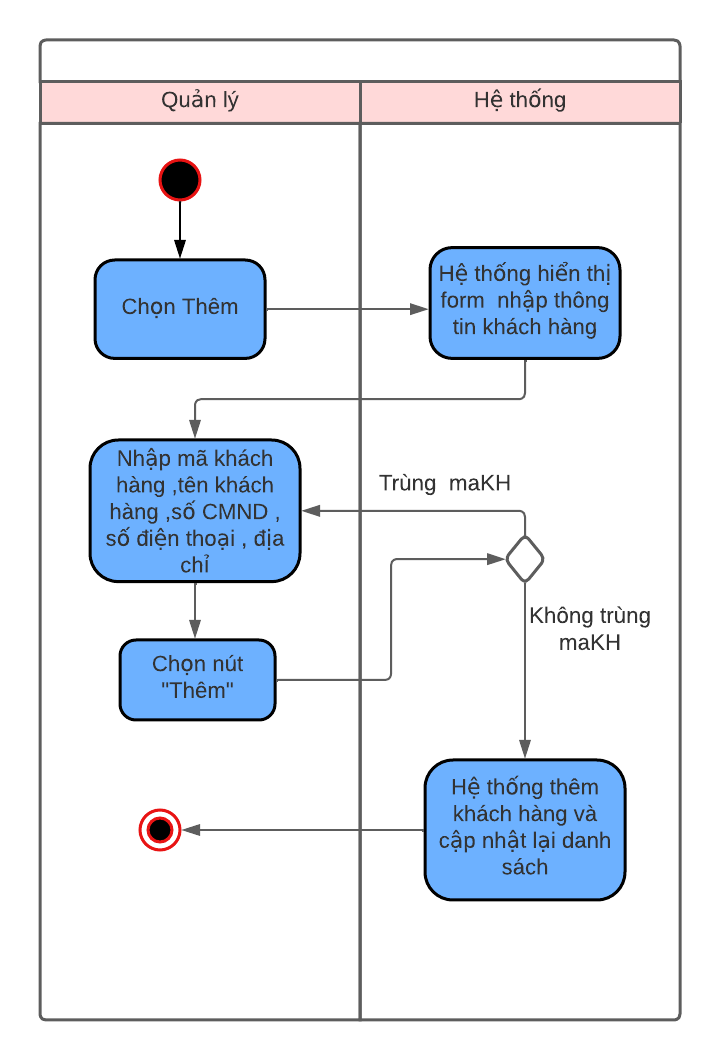 Quản lý
Hệ thống
Chọn Thêm
Hệ thống hiển thị
form  nhập thông
tin khách hàng
Nhập mã khách
hàng ,tên khách
hàng ,số CMND ,
số điện thoại , địa
chỉ
Trùng  maKH
Không trùng
maKH
Chọn nút
"Thêm"
Hệ thống thêm
khách hàng và
cập nhật lại danh
sách